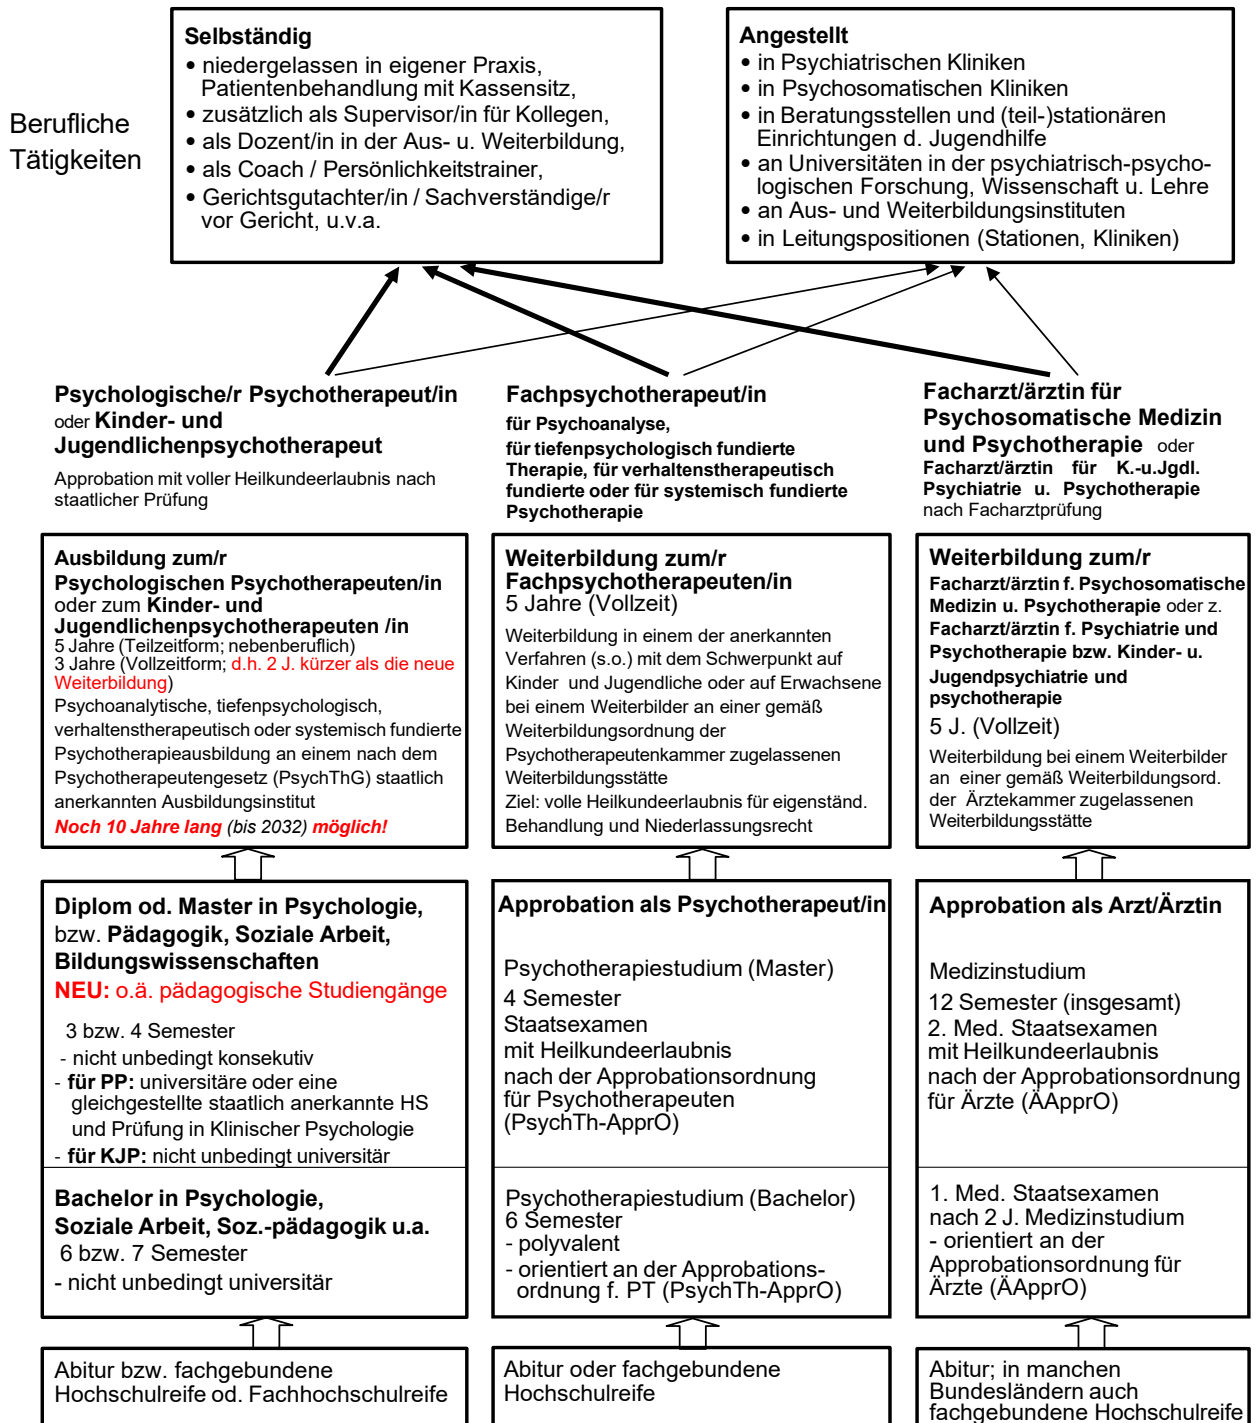 Berufliche
Tätigkeiten
Selbständig
• niedergelassen in eigener Praxis,
Patientenbehandlung mit Kassensitz,
• zusätzlich als Supervisor/in für Kollegen,
• als Dozent/in in der Aus- u. Weiterbildung,
• als Coach / Persönlichkeitstrainer,
• Gerichtsgutachter/in / Sachverständige/r
vor Gericht, u.v.a.
Angestellt
• in Psychiatrischen Kliniken
• in Psychosomatischen Kliniken
• in Beratungsstellen und (teil-)stationären
Einrichtungen d. Jugendhilfe
• an Universitäten in der psychiatrisch-psycho-
logischen Forschung, Wissenschaft u. Lehre
• an Aus- und Weiterbildungsinstituten
• in Leitungspositionen (Stationen, Kliniken)
Psychologische/r Psychotherapeut/in
oder Kinder- und
Jugendlichenpsychotherapeut
Approbation mit voller Heilkundeerlaubnis nach
staatlicher Prüfung
Fachpsychotherapeut/in
für Psychoanalyse,
für tiefenpsychologisch fundierte
Therapie, für verhaltenstherapeutisch
fundierte oder für systemisch fundierte
Psychotherapie
Facharzt/ärztin für
Psychosomatische Medizin
und Psychotherapie oder
Facharzt/ärztin für K.-u.Jgdl.
Psychiatrie u. Psychotherapie
nach Facharztprüfung
Ausbildung zum/r
Psychologischen Psychotherapeuten/in
oder zum Kinder- und
Jugendlichenpsychotherapeuten /in
5 Jahre (Teilzeitform; nebenberuflich)
3 Jahre (Vollzeitform; d.h. 2 J. kürzer als die neue
Weiterbildung)
Psychoanalytische, tiefenpsychologisch,
verhaltenstherapeutisch oder systemisch fundierte
Psychotherapieausbildung an einem nach dem
Psychotherapeutengesetz (PsychThG) staatlich
anerkannten Ausbildungsinstitut
Noch 10 Jahre lang (bis 2032) möglich!
Weiterbildung zum/r
Fachpsychotherapeuten/in
5 Jahre (Vollzeit)
Weiterbildung in einem der anerkannten
Verfahren (s.o.) mit dem Schwerpunkt auf
Kinder und Jugendliche oder auf Erwachsene
bei einem Weiterbilder an einer gemäß
Weiterbildungsordnung der
Psychotherapeutenkammer zugelassenen
Weiterbildungsstätte
Ziel: volle Heilkundeerlaubnis für eigenständ.
Behandlung und Niederlassungsrecht
Weiterbildung zum/r
Facharzt/ärztin f. Psychosomatische
Medizin u. Psychotherapie oder z.
Facharzt/ärztin f. Psychiatrie und
Psychotherapie bzw. Kinder- u.
Jugendpsychiatrie und
psychotherapie
5 J. (Vollzeit)
Weiterbildung bei einem Weiterbilder
an einer gemäß Weiterbildungsord.
der Ärztekammer zugelassenen
Weiterbildungsstätte
Diplom od. Master in Psychologie,
bzw. Pädagogik, Soziale Arbeit,
Bildungswissenschaften
NEU: o.ä. pädagogische Studiengänge
3 bzw. 4 Semester
- nicht unbedingt konsekutiv
- für PP: universitäre oder eine
gleichgestellte staatlich anerkannte HS
und Prüfung in Klinischer Psychologie
- für KJP: nicht unbedingt universitär
Bachelor in Psychologie,
Soziale Arbeit, Soz.-pädagogik u.a.
6 bzw. 7 Semester
- nicht unbedingt universitär
Approbation als Psychotherapeut/in
Psychotherapiestudium (Master)
4 Semester
Staatsexamen
mit Heilkundeerlaubnis
nach der Approbationsordnung
für Psychotherapeuten
(PsychTh-ApprO)
Psychotherapiestudium (Bachelor)
6 Semester
- polyvalent
- orientiert an der Approbations-
ordnung f. PT (PsychTh-ApprO)
Approbation als Arzt/Ärztin
Medizinstudium
12 Semester (insgesamt)
2. Med. Staatsexamen
mit Heilkundeerlaubnis
nach der Approbationsordnung
für Ärzte (ÄApprO)
1. Med. Staatsexamen
nach 2 J. Medizinstudium
- orientiert an der
Approbationsordnung für
Ärzte (ÄApprO)
Abitur bzw. fachgebundene
Hochschulreife od. Fachhochschulreife
Abitur oder fachgebundene
Hochschulreife
Abitur; in manchen
Bundesländern auch
fachgebundene Hochschulreife